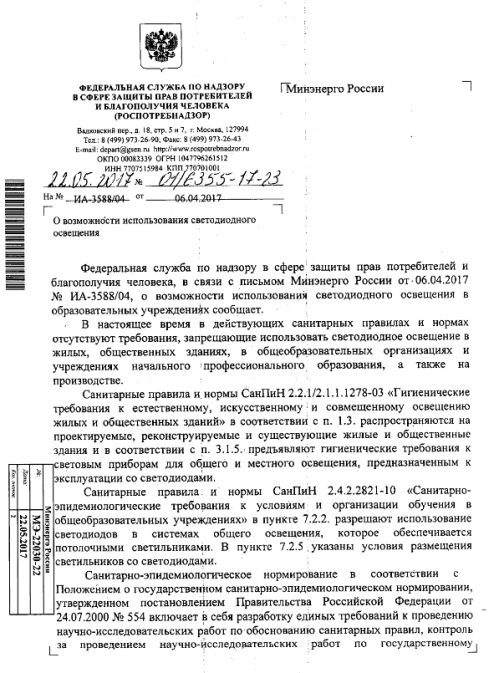 ФЕДЕРАЛЬНАЯ СЛУЖБА ПО НАДЗОРУ
В СФЕРЕ ЗАЩИТЫ ПРАВ ПОТРЕБИТЕЛЕЙ
И БЛАГОПОЛУЧИЯ ЧЕЛОВЕКА
(РОСПОТРЕБНАДЗОР)
Вадковский пер., д. 18, стр. 5 и 7, г. Москва, 127994
Тел.: 8 (499) 973-26-90, Факс: 8 (499) 973-26-43
E-mail: depart@gsen.ru http://www.rospotrebnadzor.ru
ОКПО 00083339 ОГРН 1047796261512
ИНН 7707515984 КПП 770701001
22.05.2017 № 01/6355-17-23
На № ИА-3588/04 от 06.04.2017
Минэнерго России
О возможности использования светодиодного
освещения
Федеральная служба по надзору в сфере защиты прав потребителей и
благополучия человека, в связи с письмом Минэнерго России от 06.04.2017
№ ИА-3588/04, о возможности использования светодиодного освещения в
образовательных учреждениях сообщает.
В настоящее время в действующих санитарных правилах и нормах
отсутствуют требования, запрещающие использовать светодиодное освещение в
жилых, общественных зданиях, в общеобразовательных организациях и
учреждениях начального профессионального образования, а также на
производстве.
Санитарные правила и нормы СанПиН 2.2.1/2.1.1.1278-03 «Гигиенические
требования к естественному, искусственному и совмещенному освещению
жилых и общественных зданий» в соответствии с п. 1.3. распространяются на
проектируемые, реконструируемые и существующие жилые и общественные
здания и в соответствии с п. 3.1.5. предъявляют гигиенические требования к
световым приборам для общего и местного освещения, предназначенным к
эксплуатации со светодиодами.
Санитарные правила и нормы СанПиН 2.4.2.2821-10 «Санитарно-
эпидемиологические требования к условиям и организации обучения в
общеобразовательных учреждениях» в пункте 7.2.2. разрешают использование
светодиодов в системах общего освещения, которое обеспечивается
потолочными светильниками. В пункте 7.2.5 указаны условия размещения
светильников со светодиодами.
Санитарно-эпидемиологическое нормирование в соответствии с
Положением о государственном санитарно-эпидемиологическом нормировании,
утвержденном постановлением Правительства Российской Федерации от
24.07.2000 № 554 включает в себя разработку единых требований к проведению
научно-исследовательских работ по обоснованию санитарных правил, контроль
за проведением научно-исследовательских работ по государственному
Минэнерго России
№: МЭ-22030-22
Дата: 22.05.2017